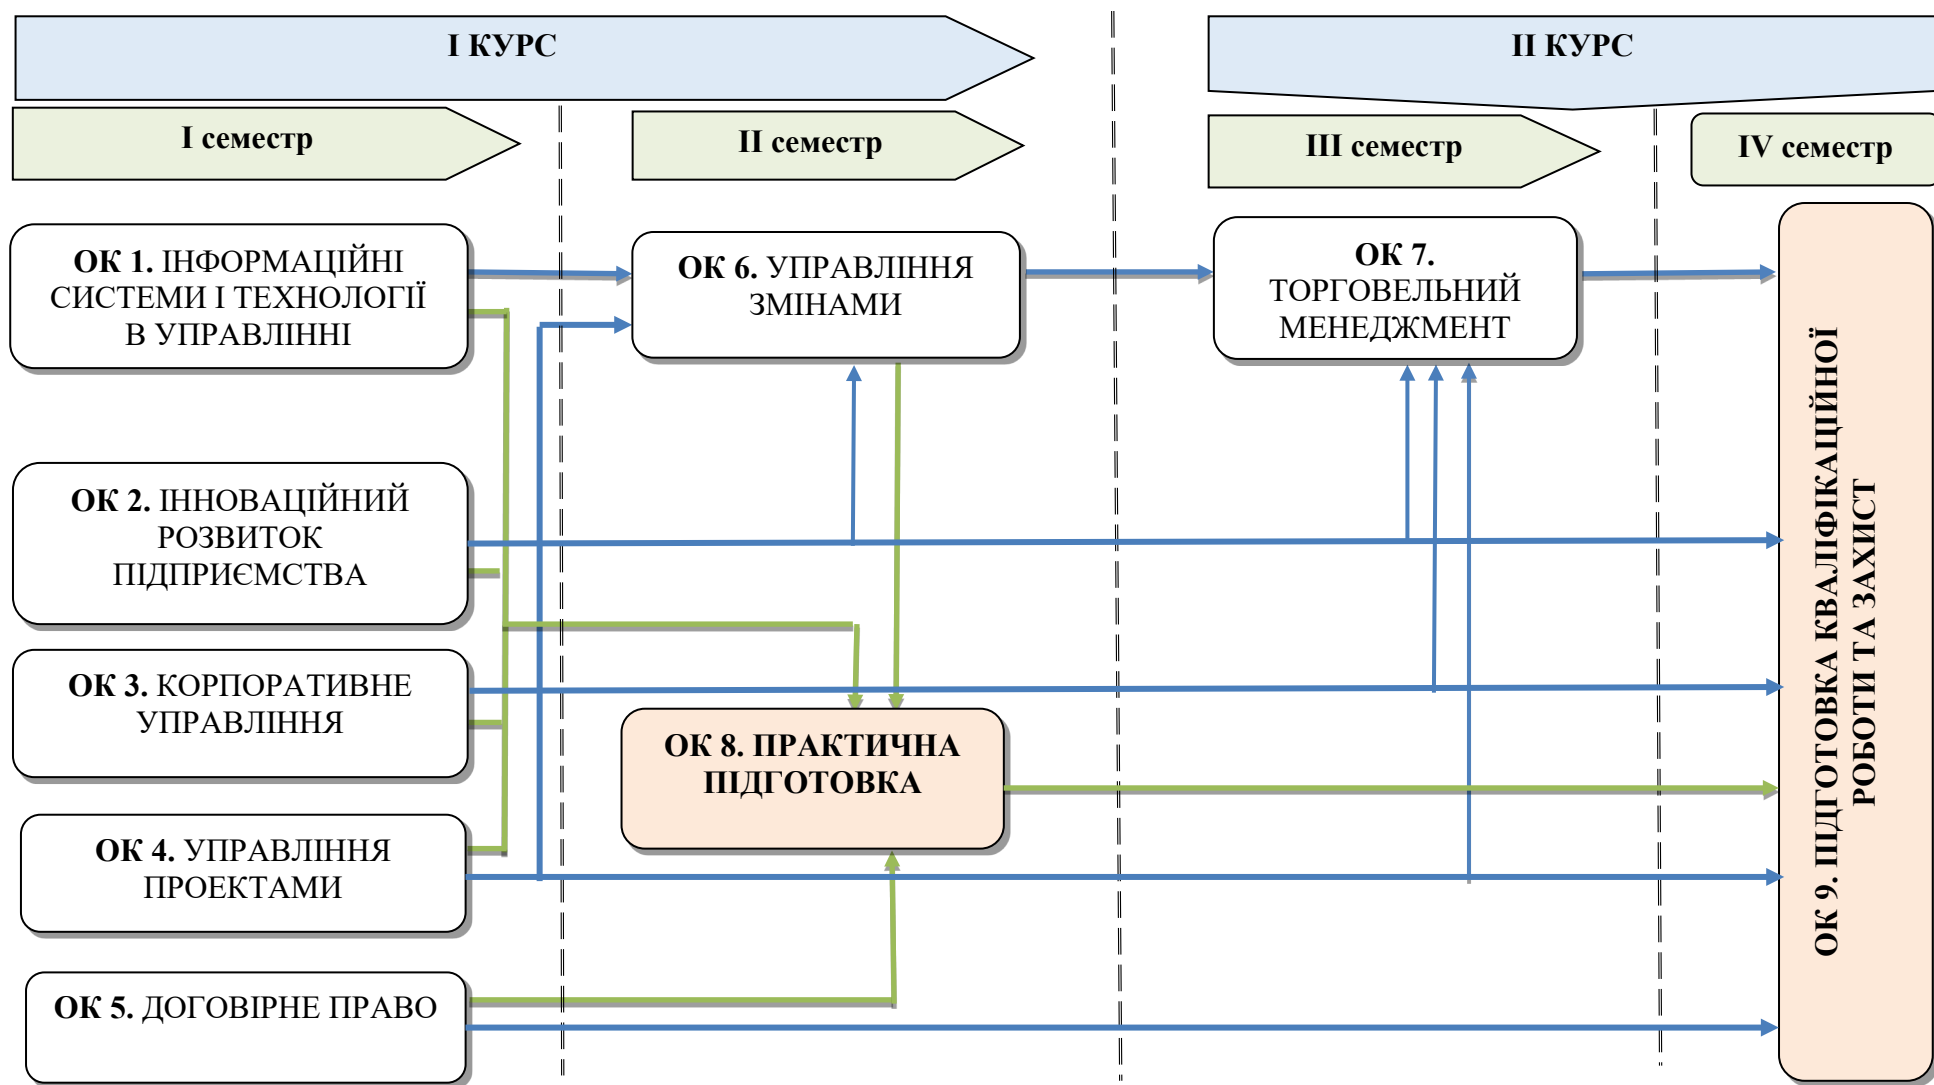 І КУРС
ІІ КУРС
І семестр
ІІ семестр
ІІІ семестр
IV семестр
ОК 1. ІНФОРМАЦІЙНІ
СИСТЕМИ І ТЕХНОЛОГІЇ
В УПРАВЛІННІ
ОК 6. УПРАВЛІННЯ
ЗМІНАМИ
ОК 7.
ТОРГОВЕЛЬНИЙ
МЕНЕДЖМЕНТ
ОК 2. ІННОВАЦІЙНИЙ
РОЗВИТОК
ПІДПРИЄМСТВА
ОК 3. КОРПОРАТИВНЕ
УПРАВЛІННЯ
ОК 8. ПРАКТИЧНА
ПІДГОТОВКА
ОК 4. УПРАВЛІННЯ
ПРОЕКТАМИ
ОК 5. ДОГОВІРНЕ ПРАВО
ОК 9. ПІДГОТОВКА КВАЛІФІКАЦІЙНОЇ
РОБОТИ ТА ЗАХИСТ